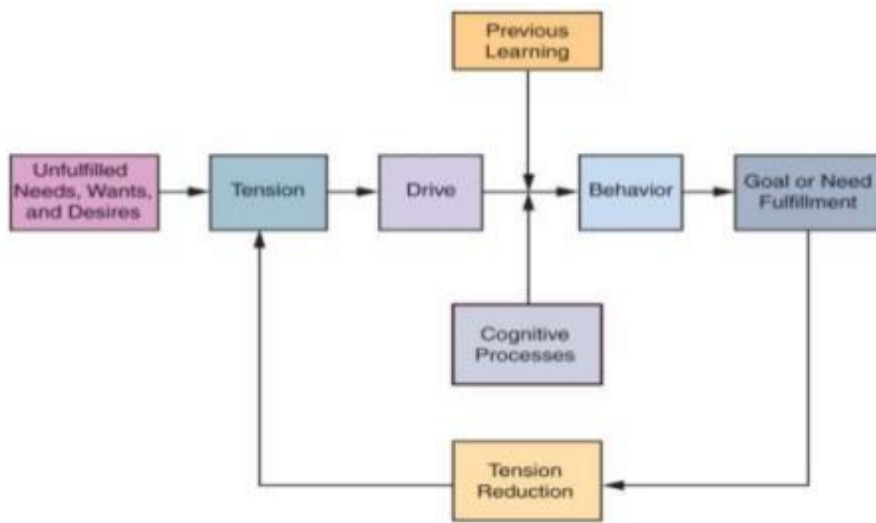 Previous
Learning
Unfulfilled
Needs, Wants,
and Desires
Tension
Drive
Behavior
Goal or Need
Fulfillment
Cognitive
Processes
Tension
Reduction